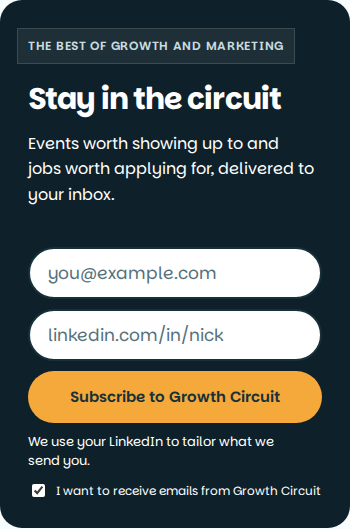 THE BEST OF GROWTH AND MARKETING
Stay in the circuit
Events worth showing up to and
jobs worth applying for, delivered to
your inbox.
you@example.com
linkedin.com/in/nick
Subscribe to Growth Circuit
We use your LinkedIn to tailor what we
send you.
I want to receive emails from Growth Circuit